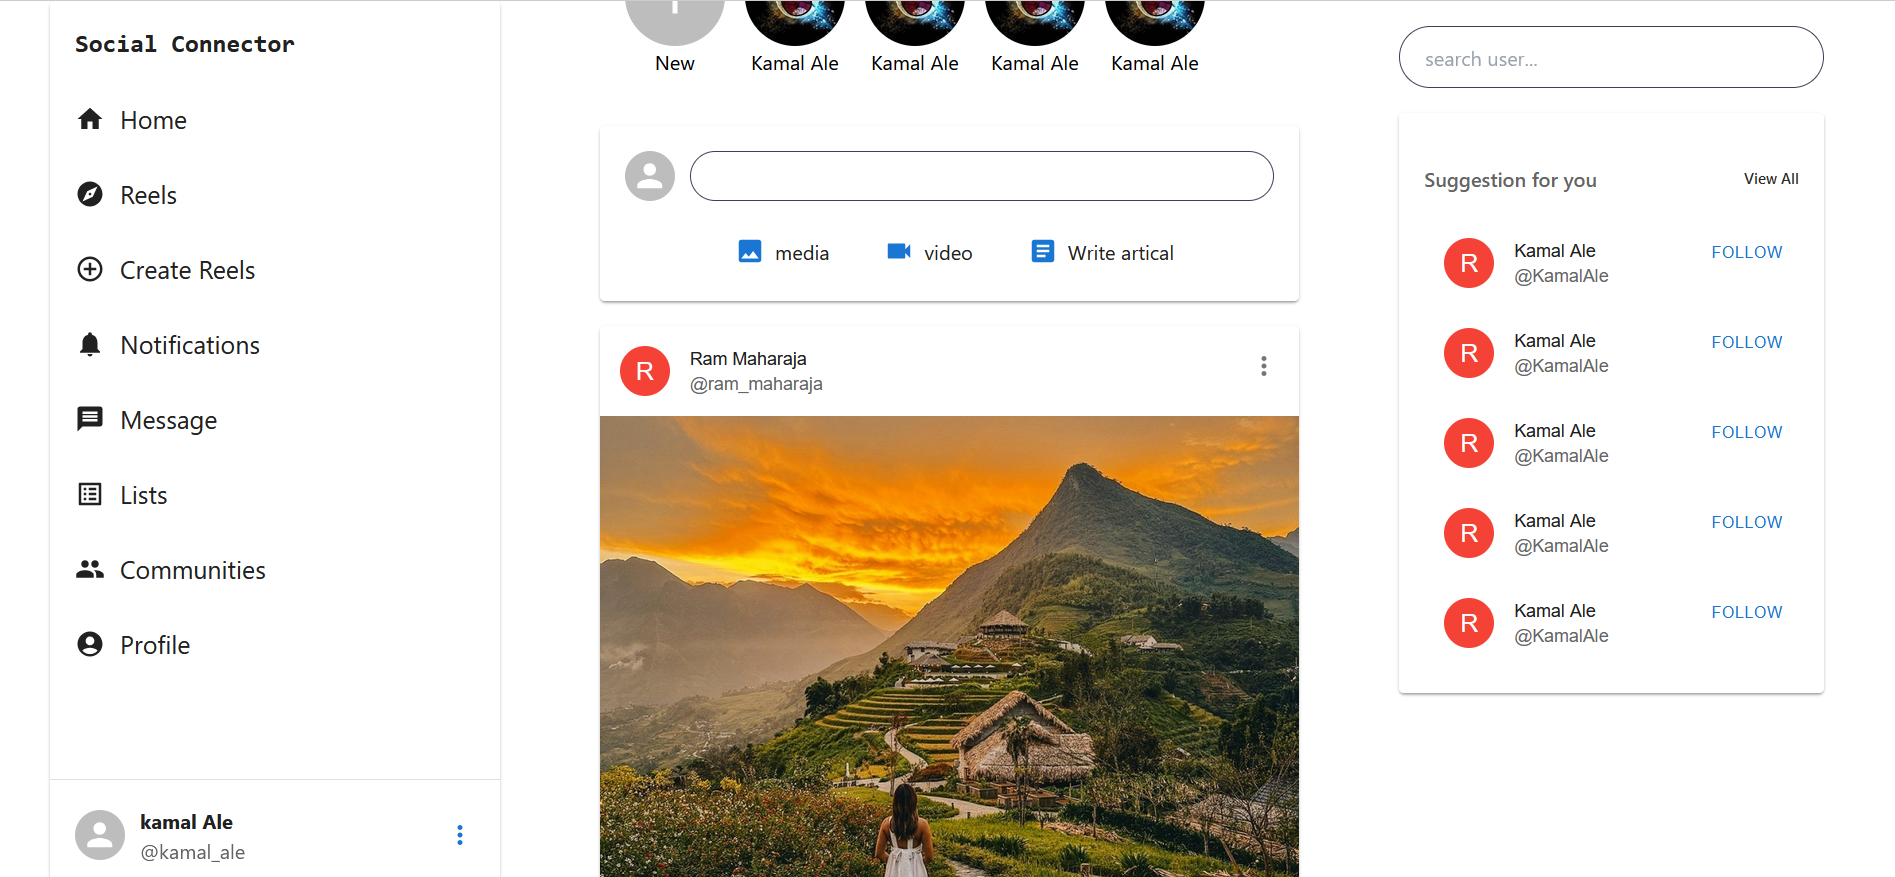 Social Connector
Home
Reels
Create Reels
Notifications
Message
Lists
Communities
Profile
kamal Ale
@kamal_ale
New
Kamal Ale
Kamal Ale
Kamal Ale
Kamal Ale
media
video
Write artical
R
Ram Maharaja
@ram_maharaja
search user...
Suggestion for you
View All
R
Kamal Ale
@KamalAle
FOLLOW
R
Kamal Ale
@KamalAle
FOLLOW
R
Kamal Ale
@KamalAle
FOLLOW
R
Kamal Ale
@KamalAle
FOLLOW
R
Kamal Ale
@KamalAle
FOLLOW